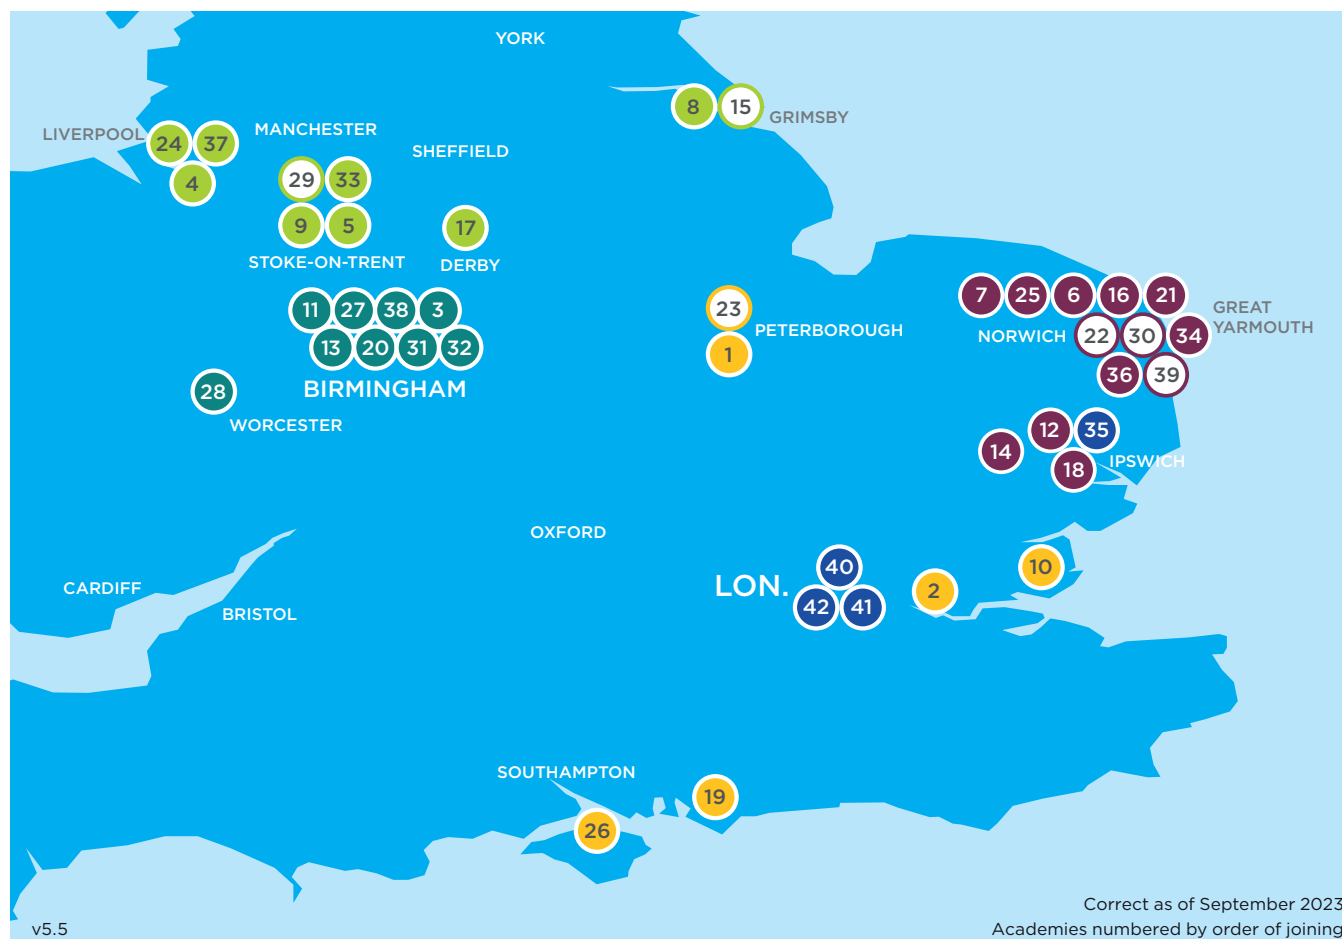 YORK
8 15
GRIMSBY
LIVERPOOL
24 37
4
MANCHESTER
SHEFFIELD
29 33
9 5
17
STOKE-ON-TRENT
DERBY
11 27 38 3
13 20 31 32
BIRMINGHAM
28
WORCESTER
23
PETERBOROUGH
1
7 25 6 16 21
GREAT
YARMOUTH
NORWICH
22 30 34
36 39
12 35
14
18
IPSWICH
OXFORD
CARDIFF
BRISTOL
LON.
40
42 41
2
10
SOUTHAMPTON
19
26
Correct as of September 2023
v5.5
Academies numbered by order of joining